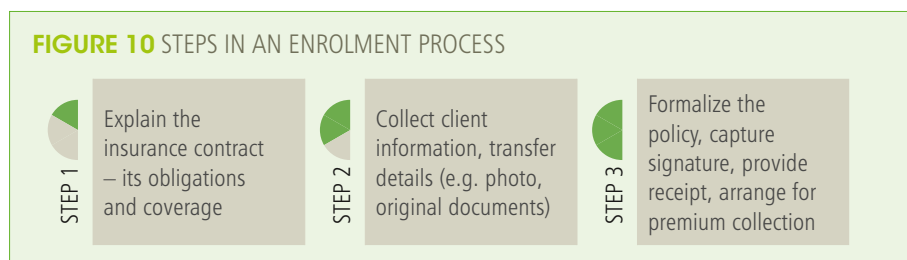 FIGURE 10 STEPS IN AN ENROLMENT PROCESS
STEP 1
Explain the
insurance contract
– its obligations
and coverage
STEP 2
Collect client
information, transfer
details (e.g. photo,
original documents)
STEP 3
Formalize the
policy, capture
signature, provide
receipt, arrange for
premium collection